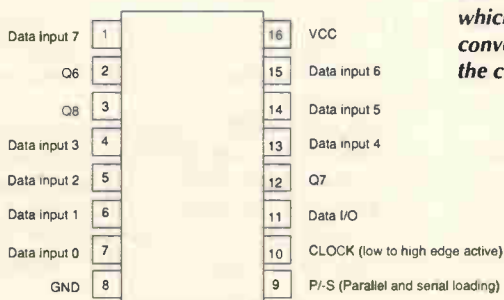 which
conve
the c
Data input 7 1 16 VCC
Q6 2 15 Data input 6
Q8 3 14 Data input 5
Data input 3 4 13 Data input 4
Data input 2 5 12 Q7
Data input 1 6 11 Data I/O
Data input 0 7 10 CLOCK (low to high edge active)
GND 8 9 P/-S (Parallel and serial loading)